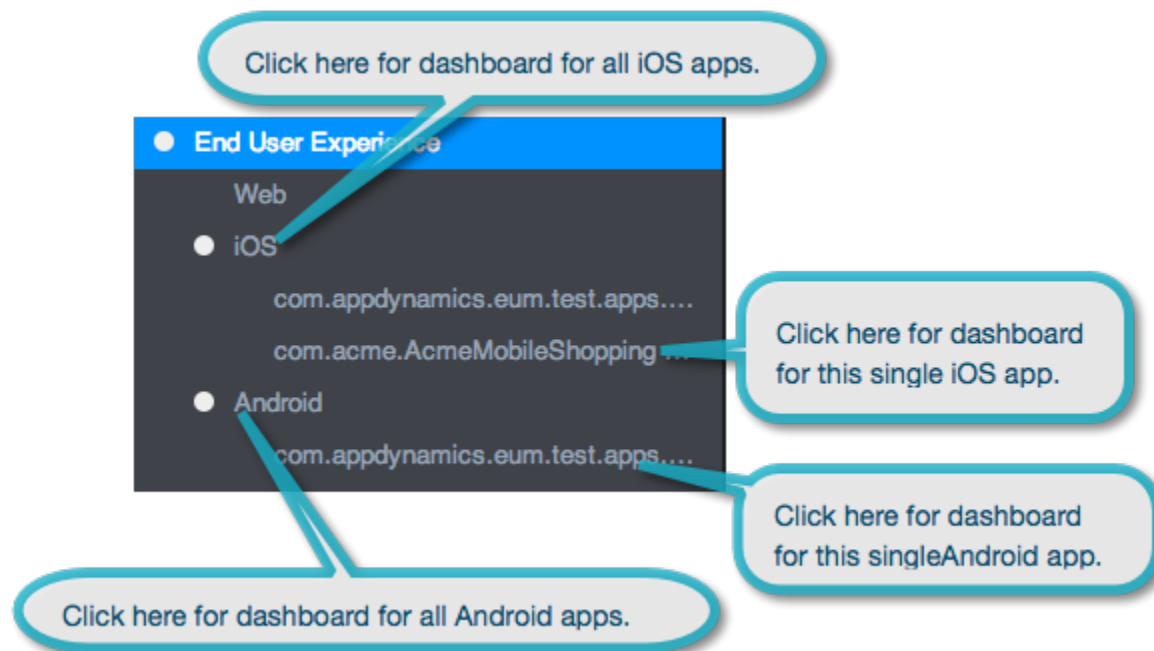 Click here for dashboard for all iOS apps.
End User Experience
Web
iOS
com.appdynamics.eum.test.apps....
com.acme.AcmeMobileShopping ...
Click here for dashboard
for this single iOS app.
Android
com.appdynamics.eum.test.apps....
Click here for dashboard
for this singleAndroid app.
Click here for dashboard for all Android apps.